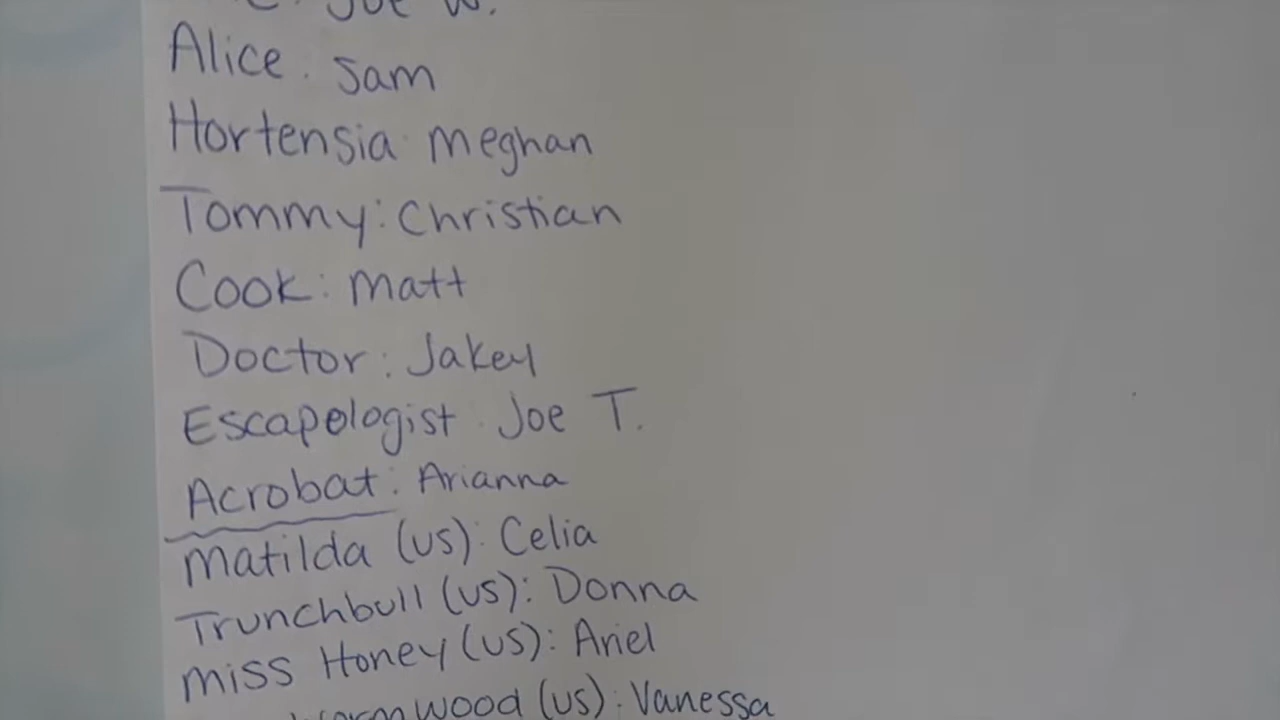 Joe W.
Alice: Sam
Hortensia: Meghan
Tommy: Christian
Cook: Matt
Doctor: Jakey
Escapologist: Joe T.
Acrobat: Arianna
Matilda (us): Celia
Trunchbull (us): Donna
Miss Honey (us): Ariel
(us): Vanessa